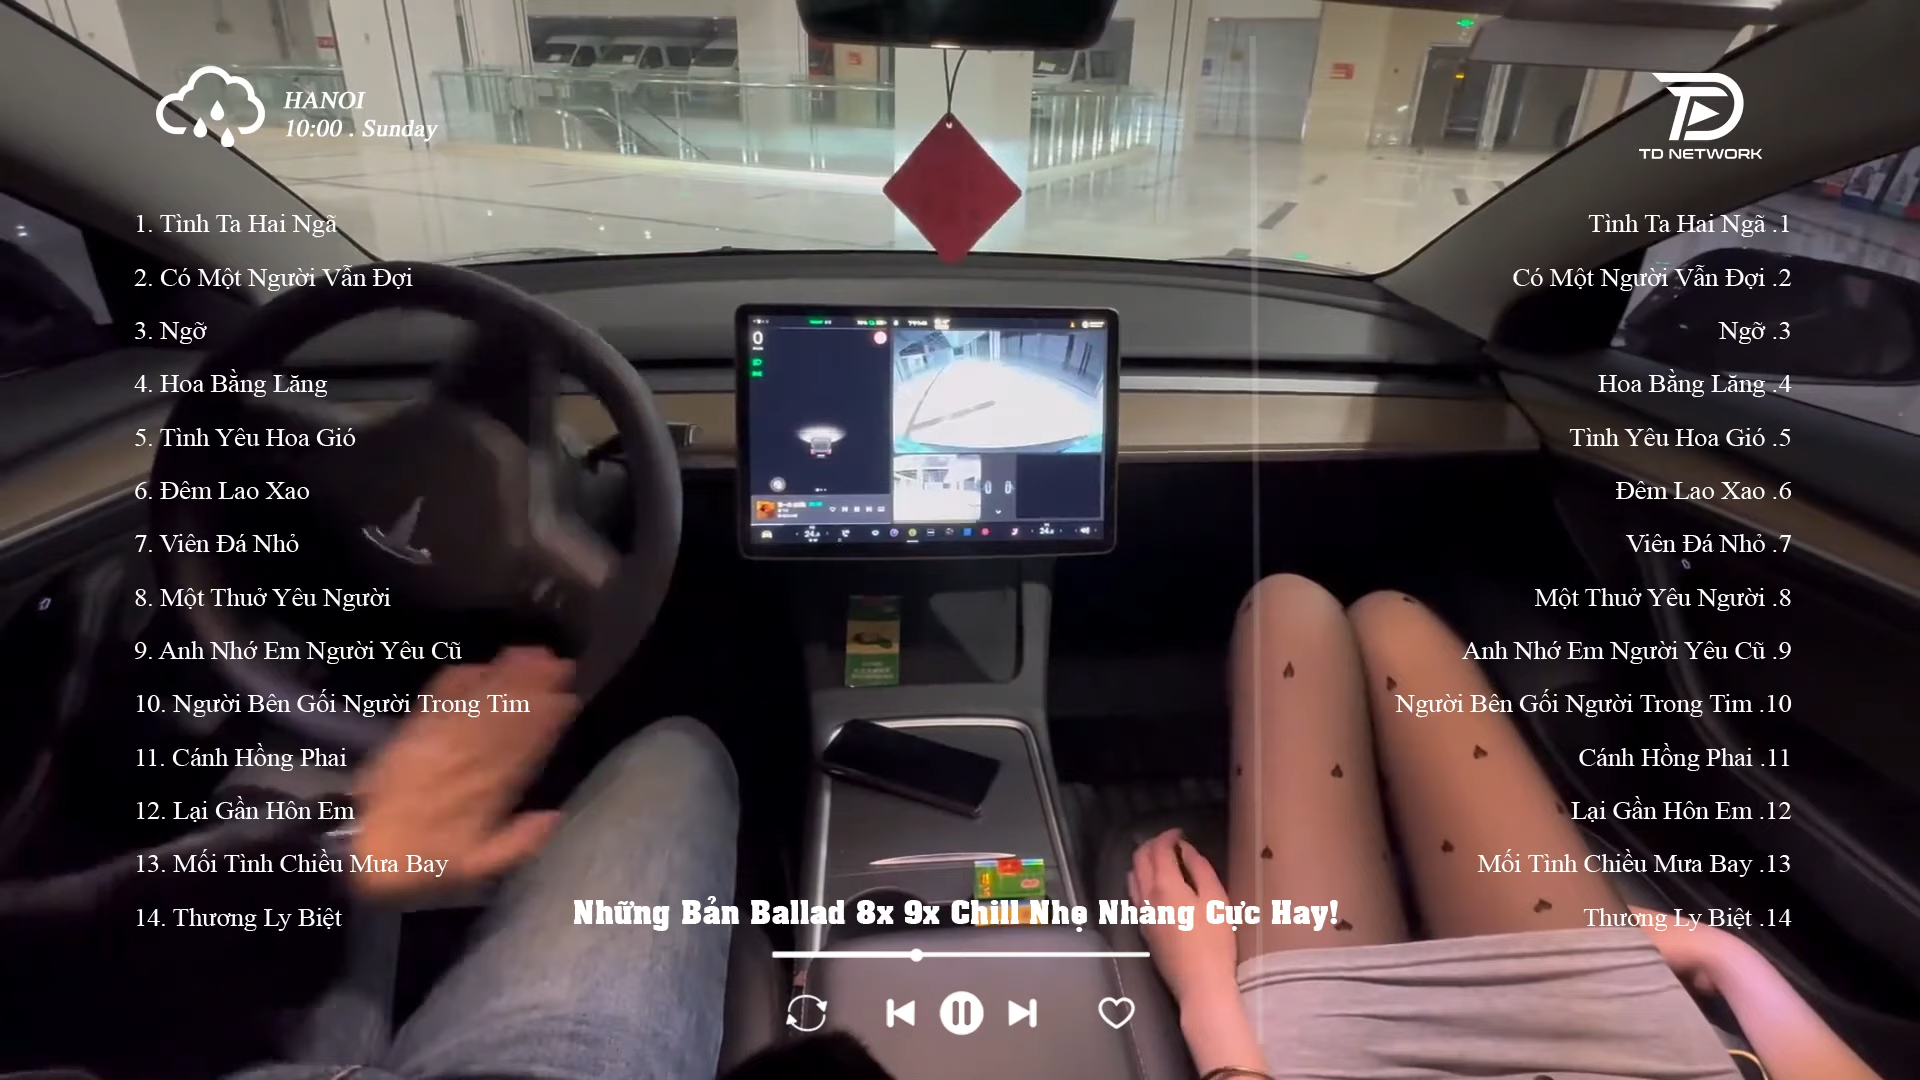 HANOI
10:00 . Sunday
TD NETWORK
1. Tình Ta Hai Ngã
2. Có Một Người Vẫn Đợi
3. Ngỡ
4. Hoa Bằng Lăng
5. Tình Yêu Hoa Gió
6. Đêm Lao Xao
7. Viên Đá Nhỏ
8. Một Thuở Yêu Người
9. Anh Nhớ Em Người Yêu Cũ
10. Người Bên Gối Người Trong Tim
11. Cánh Hồng Phai
12. Lại Gần Hôn Em
13. Mối Tình Chiều Mưa Bay
14. Thương Ly Biệt
Tình Ta Hai Ngã .1
Có Một Người Vẫn Đợi .2
Ngỡ .3
Hoa Bằng Lăng .4
Tình Yêu Hoa Gió .5
Đêm Lao Xao .6
Viên Đá Nhỏ .7
Một Thuở Yêu Người .8
Anh Nhớ Em Người Yêu Cũ .9
Người Bên Gối Người Trong Tim .10
Cánh Hồng Phai .11
Lại Gần Hôn Em .12
Mối Tình Chiều Mưa Bay .13
Thương Ly Biệt .14
Những Bản Ballad 8x 9x Chill Nhẹ Nhàng Cực Hay!